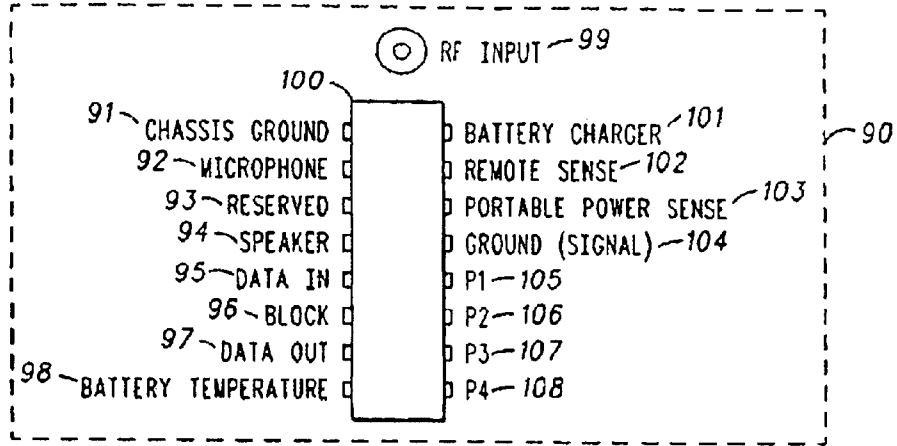 RF INPUT 99
100
91 CHASSIS GROUND BATTERY CHARGER 101
90
92 MICROPHONE REMOTE SENSE 102
93 RESERVED PORTABLE POWER SENSE 103
94 SPEAKER GROUND (SIGNAL) 104
95 DATA IN P1 105
96 BLOCK P2 106
97 DATA OUT P3 107
98 BATTERY TEMPERATURE P4 108